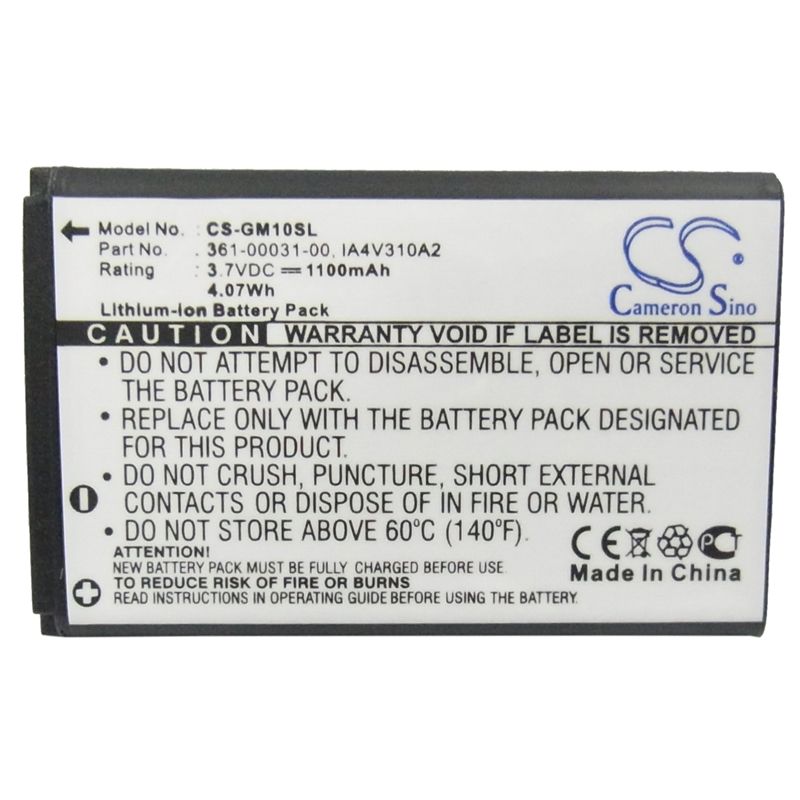 Model No. : CS-GM10SL
Part No. : 361-00031-00, IA4V310A2
Rating : 3.7VDC 1100mAh
4.07Wh
Lithium-ion Battery Pack
CS
Cameron Sino
CAUTION WARRANTY VOID IF LABEL IS REMOVED
• DO NOT ATTEMPT TO DISASSEMBLE, OPEN OR SERVICE
THE BATTERY PACK.
• REPLACE ONLY WITH THE BATTERY PACK DESIGNATED
FOR THIS PRODUCT.
• DO NOT CRUSH, PUNCTURE, SHORT EXTERNAL
CONTACTS OR DISPOSE OF IN FIRE OR WATER.
• DO NOT STORE ABOVE 60°C (140°F).
ATTENTION!
NEW BATTERY PACK MUST BE FULLY CHARGED BEFORE USE.
TO REDUCE RISK OF FIRE OR BURNS
READ INSTRUCTIONS IN OPERATING GUIDE BEFORE USING THE BATTERY.
CE
Made In China